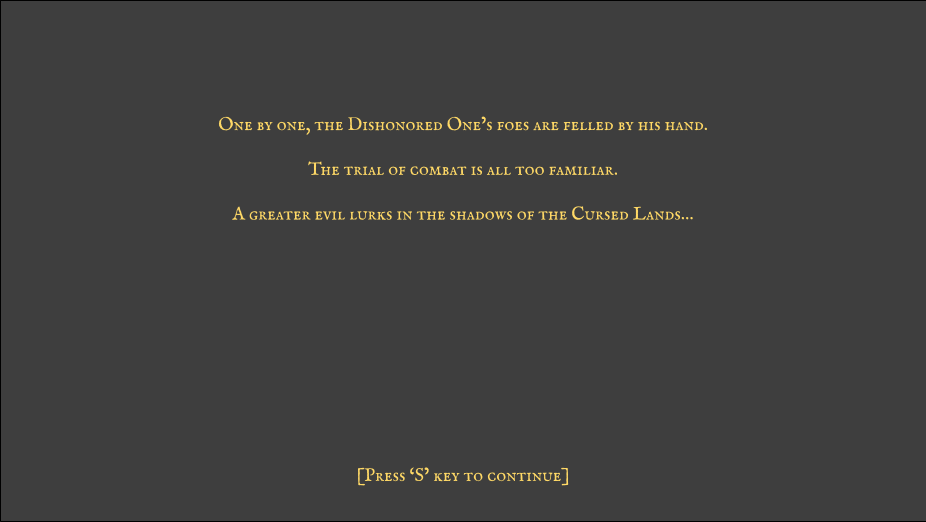 One by one, the Dishonored One's foes are felled by his hand.
The trial of combat is all too familiar.
A greater evil lurks in the shadows of the Cursed Lands...
[Press ‘S’ key to continue]